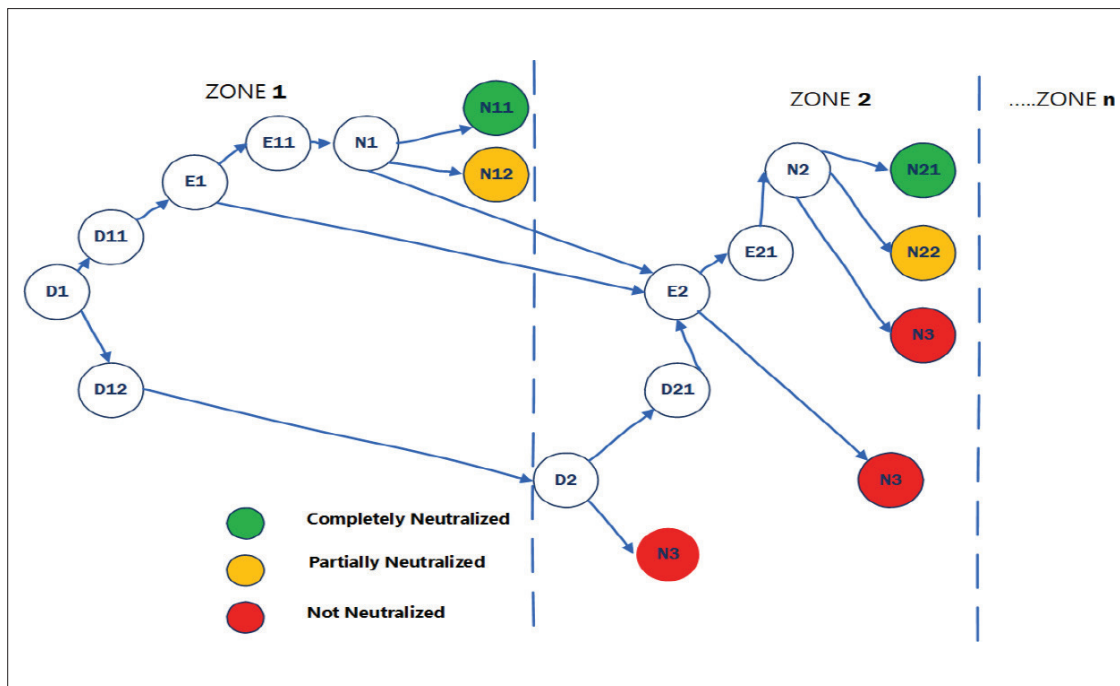 ZONE 1
ZONE 2
.....ZONE n
N11
E11
N1
N12
N2
N21
E1
D11
E21
N22
D1
E2
N3
D12
D21
D2
N3
N3
Completely Neutralized
Partially Neutralized
Not Neutralized